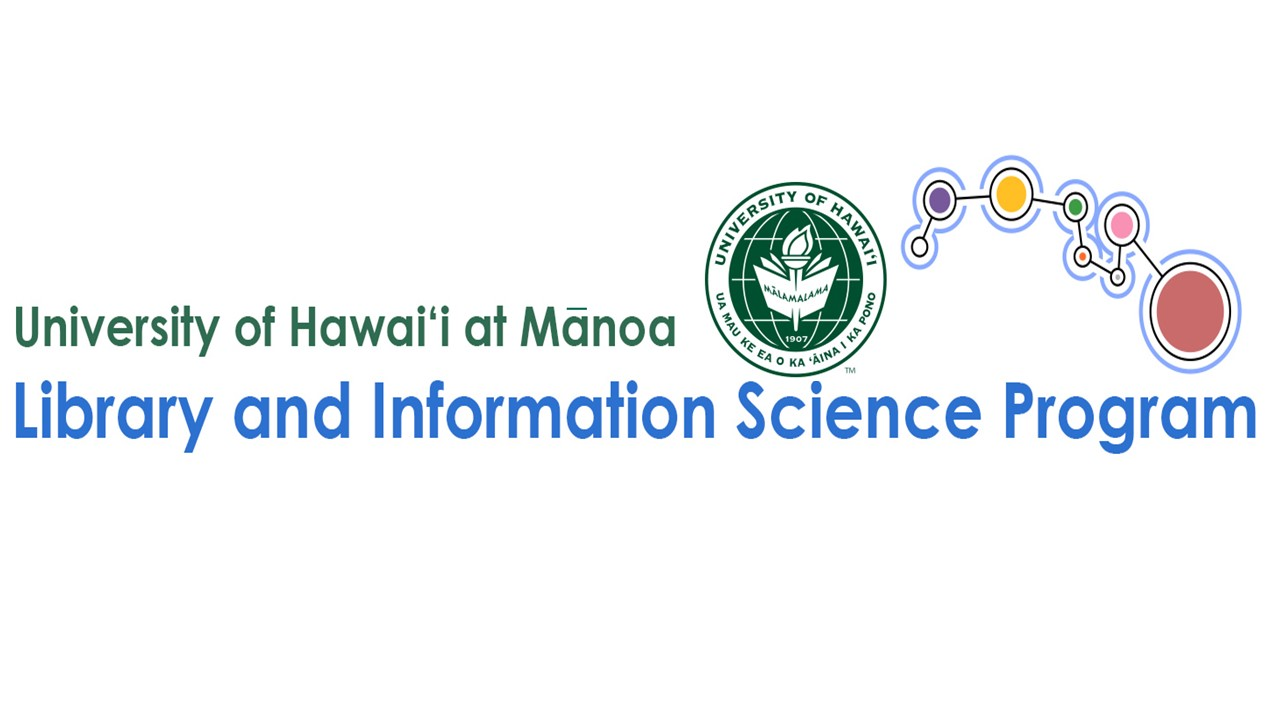 University of Hawaiʻi at Mānoa
UNIVERSITY OF HAWAIʻI
MĀLAMALAMA
1907
UA MAU KE EA O KA ʻĀINA I KA PONO
TM
Library and Information Science Program